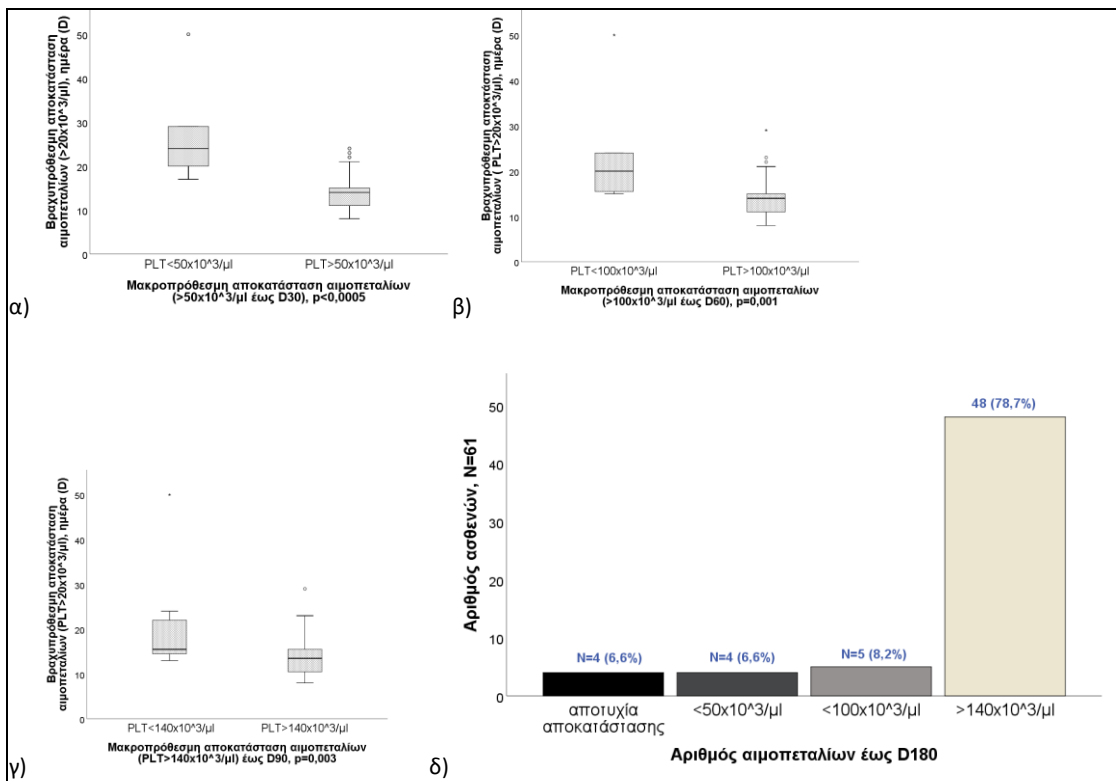 Βραχυπρόθεσμη αποκατάσταση
αιμοπεταλίων (>20x10^3/μl), ημέρα (D)
50
40
30
20
10
0
PLT<50x10^3/μl
PLT>50x10^3/μl
Μακροπρόθεσμη αποκατάσταση αιμοπεταλίων
(>50x10^3/μl έως D30), p<0,0005
α)
Βραχυπρόθεσμη αποκτάσταση
αιμοπεταλίων ( PLT>20x10^3/μl), ημέρα (D)
50
40
30
20
10
0
PLT<100x10^3/μl
PLT>100x10^3/μl
Μακροπρόθεσμη αποκατάσταση αιμοπεταλίων
(>100x10^3/μl έως D60), p=0,001
β)
Βραχυπρόθεσμη αποκατάσταση
αιμοπεταλίων (PLT>20x10^3/μl), ημέρα (D)
50
40
30
20
10
0
PLT<140x10^3/μl
PLT>140x10^3/μl
Μακροπρόθεσμη αποκατάσταση αιμοπεταλίων
(PLT>140x10^3/μl) έως D90, p=0,003
γ)
Αριθμός ασθενών, N=61
50
40
30
20
10
0
N=4 (6,6%)
N=4 (6,6%)
N=5 (8,2%)
48 (78,7%)
αποτυχία
αποκατάστασης
<50x10^3/μl
<100x10^3/μl
>140x10^3/μl
Αριθμός αιμοπεταλίων έως D180
δ)